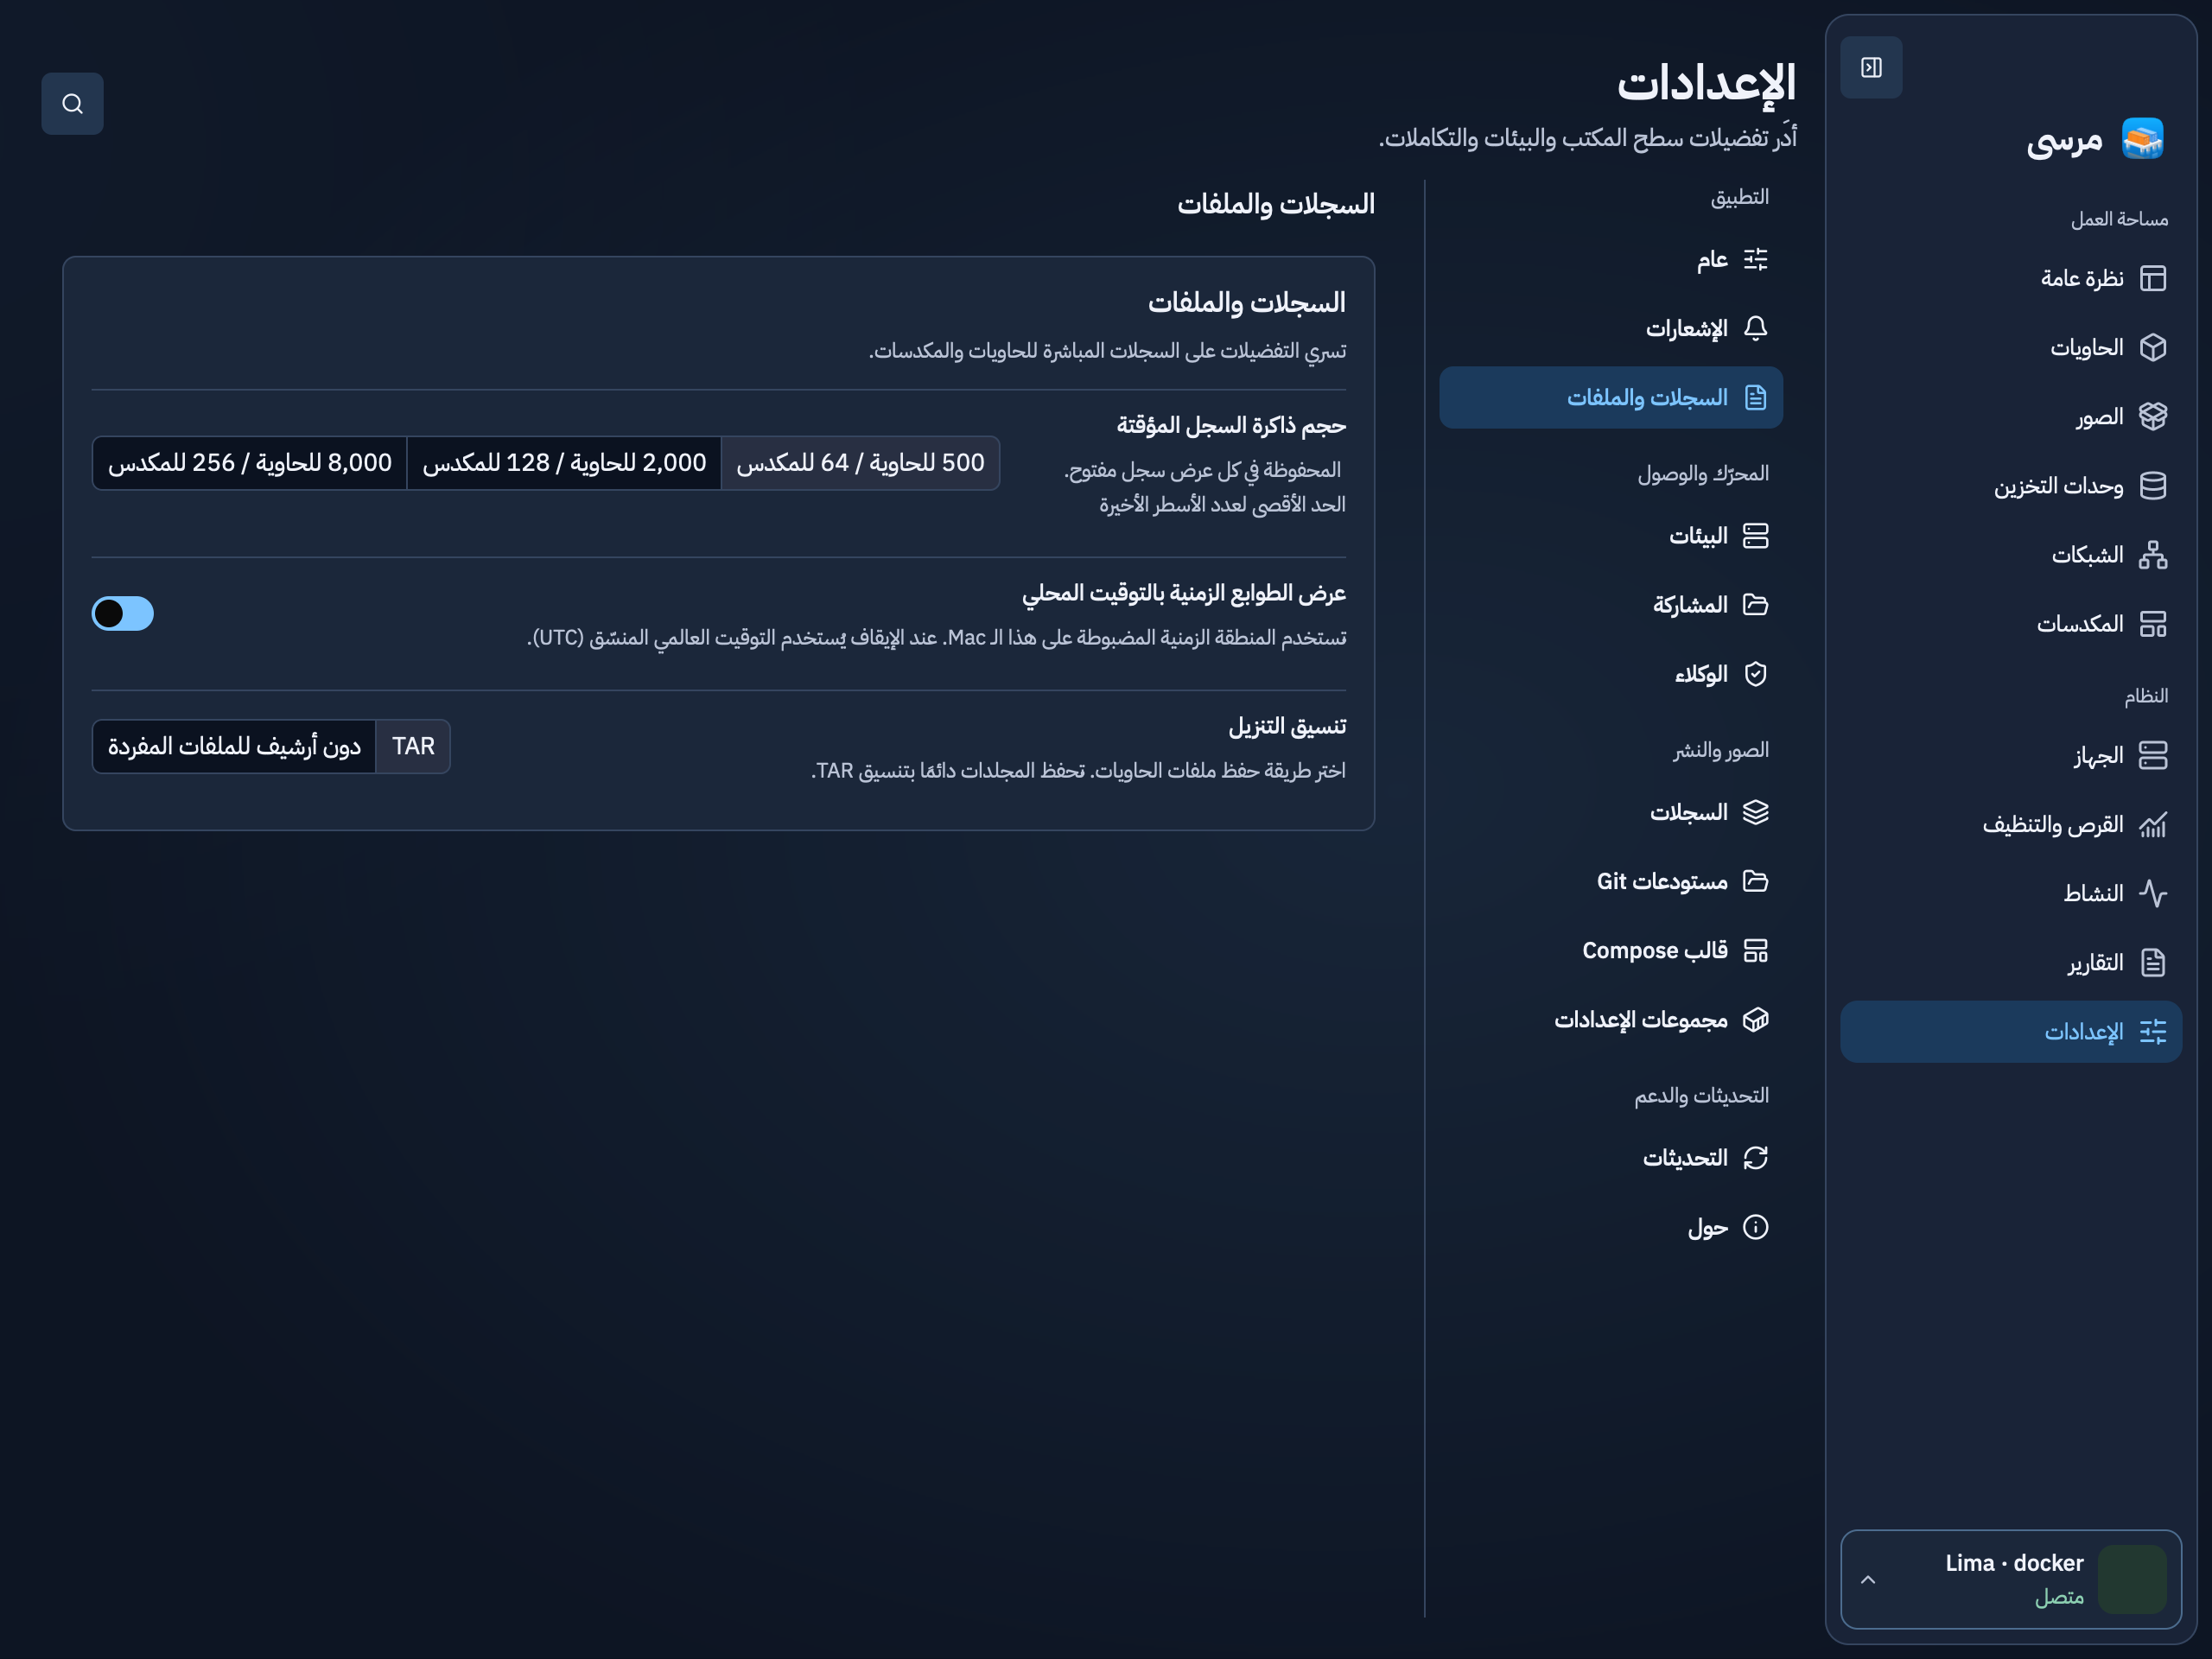 مرسى
مساحة العمل
نظرة عامة
الحاويات
الصور
وحدات التخزين
الشبكات
المكدسات
النظام
الجهاز
القرص والتنظيف
النشاط
التقارير
الإعدادات
Lima · docker
متصل
الإعدادات
أدَر تفضيلات سطح المكتب والبيئات والتكاملات.
التطبيق
عام
الإشعارات
السجلات والملفات
المحرّك والوصول
البيئات
المشاركة
الوكلاء
الصور والنشر
السجلات
مستودعات Git
قالب Compose
مجموعات الإعدادات
التحديثات والدعم
التحديثات
حول
السجلات والملفات
السجلات والملفات
تسري التفضيلات على السجلات المباشرة للحاويات والمكدسات.
حجم ذاكرة السجل المؤقتة
المحفوظة في كل عرض سجل مفتوح.
الحد الأقصى لعدد الأسطر الأخيرة
500 للحاوية / 64 للمكدس
2,000 للحاوية / 128 للمكدس
8,000 للحاوية / 256 للمكدس
عرض الطوابع الزمنية بالتوقيت المحلي
تستخدم المنطقة الزمنية المضبوطة على هذا الـ Mac. عند الإيقاف يُستخدم التوقيت العالمي المنسّق (UTC).
تنسيق التنزيل
اختر طريقة حفظ ملفات الحاويات. تحفظ المجلدات دائمًا بتنسيق TAR.
TAR
دون أرشيف للملفات المفردة